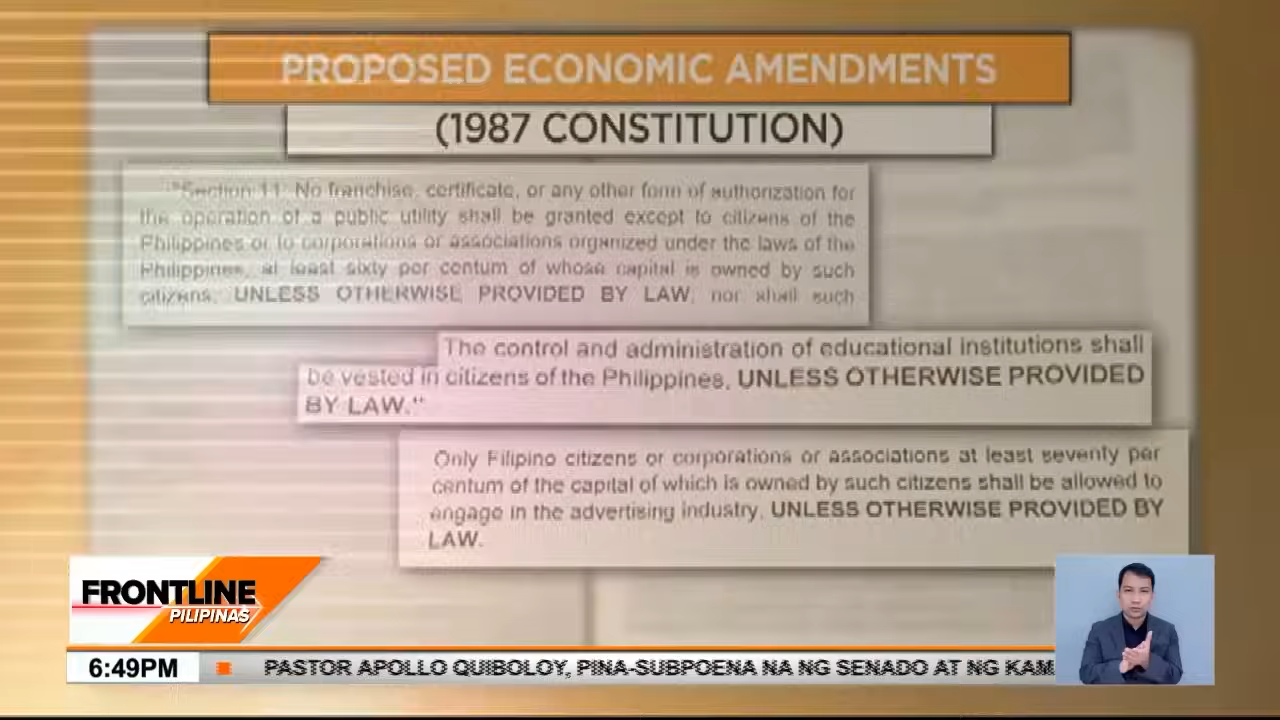 PROPOSED ECONOMIC AMENDMENTS
(1987 CONSTITUTION)
"Section 11. No franchise, certificate, or any other form of authorization for
the operation of a public utility shall be granted except to citizens of the
Philippines or to corporations or associations organized under the laws of the
Philippines, at least sixty per centum of whose capital is owned by such
citizens, UNLESS OTHERWISE PROVIDED BY LAW, nor shall such
The control and administration of educational institutions shall
be vested in citizens of the Philippines, UNLESS OTHERWISE PROVIDED
BY LAW."
Only Filipino citizens or corporations or associations at least seventy per
centum of the capital of which is owned by such citizens shall be allowed to
engage in the advertising industry, UNLESS OTHERWISE PROVIDED BY
LAW.
FRONTLINE
PILIPINAS
6:49PM
PASTOR APOLLO QUIBOLOY, PINA-SUBPOENA NA NG SENADO AT NG KAM